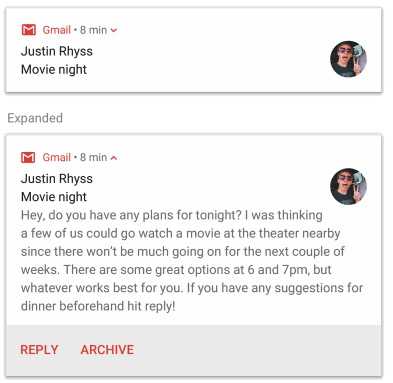 Gmail • 8 min
Justin Rhyss
Movie night
Expanded
Gmail • 8 min
Justin Rhyss
Movie night
Hey, do you have any plans for tonight? I was thinking
a few of us could go watch a movie at the theater nearby
since there won't be much going on for the next couple of
weeks. There are some great options at 6 and 7pm, but
whatever works best for you. If you have any suggestions for
dinner beforehand hit reply!
REPLY ARCHIVE